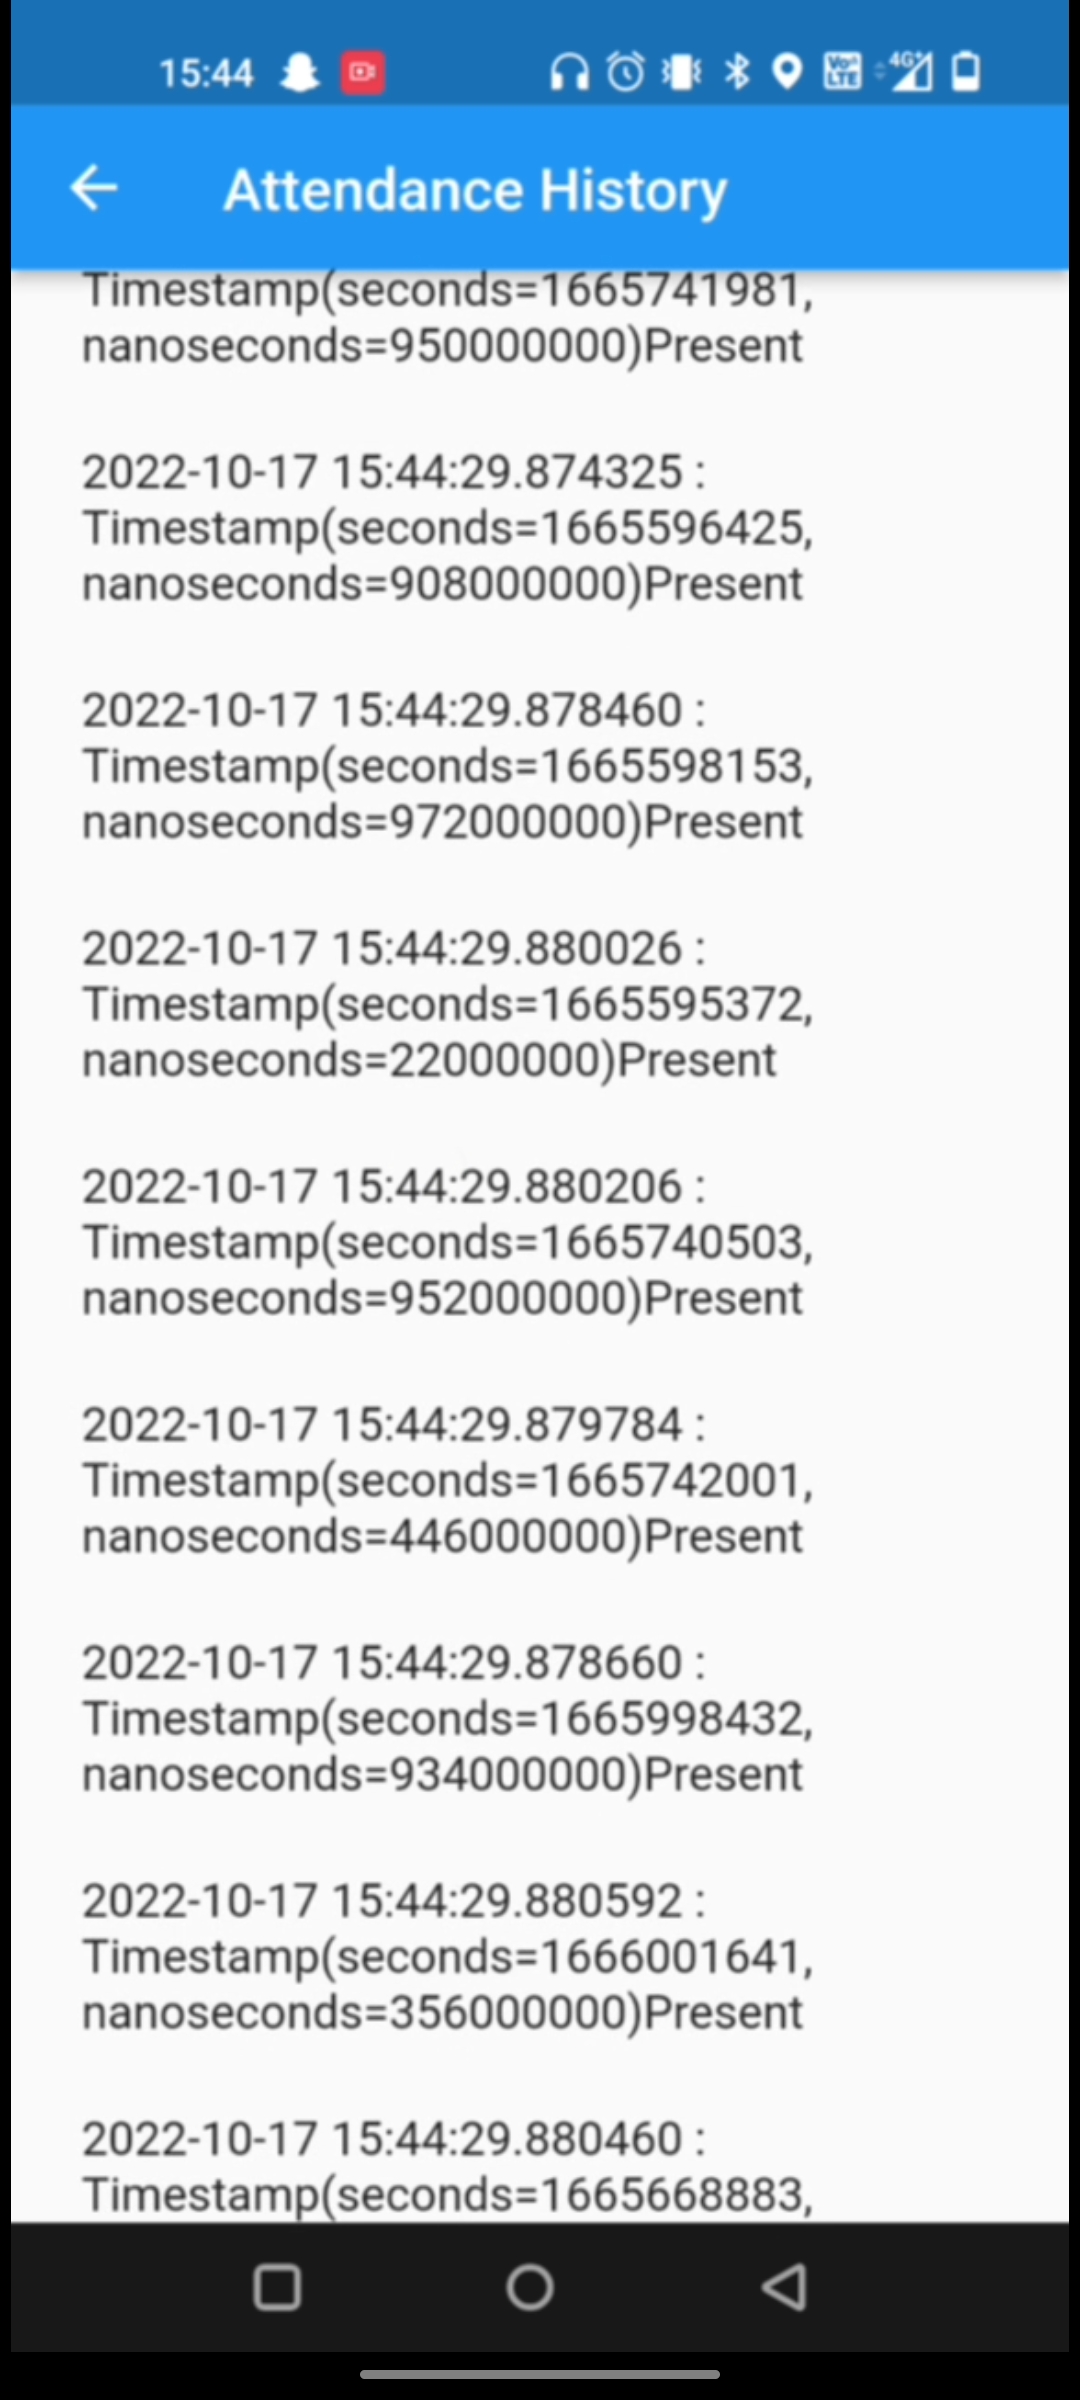 15:44
Vo LTE 4G+
Attendance History
Timestamp(seconds=1665741981,
nanoseconds=950000000)Present
2022-10-17 15:44:29.874325 :
Timestamp(seconds=1665596425,
nanoseconds=908000000)Present
2022-10-17 15:44:29.878460 :
Timestamp(seconds=1665598153,
nanoseconds=972000000)Present
2022-10-17 15:44:29.880026 :
Timestamp(seconds=1665595372,
nanoseconds=22000000)Present
2022-10-17 15:44:29.880206 :
Timestamp(seconds=1665740503,
nanoseconds=952000000)Present
2022-10-17 15:44:29.879784 :
Timestamp(seconds=1665742001,
nanoseconds=446000000)Present
2022-10-17 15:44:29.878660 :
Timestamp(seconds=1665998432,
nanoseconds=934000000)Present
2022-10-17 15:44:29.880592 :
Timestamp(seconds=1666001641,
nanoseconds=356000000)Present
2022-10-17 15:44:29.880460 :
Timestamp(seconds=1665668883,